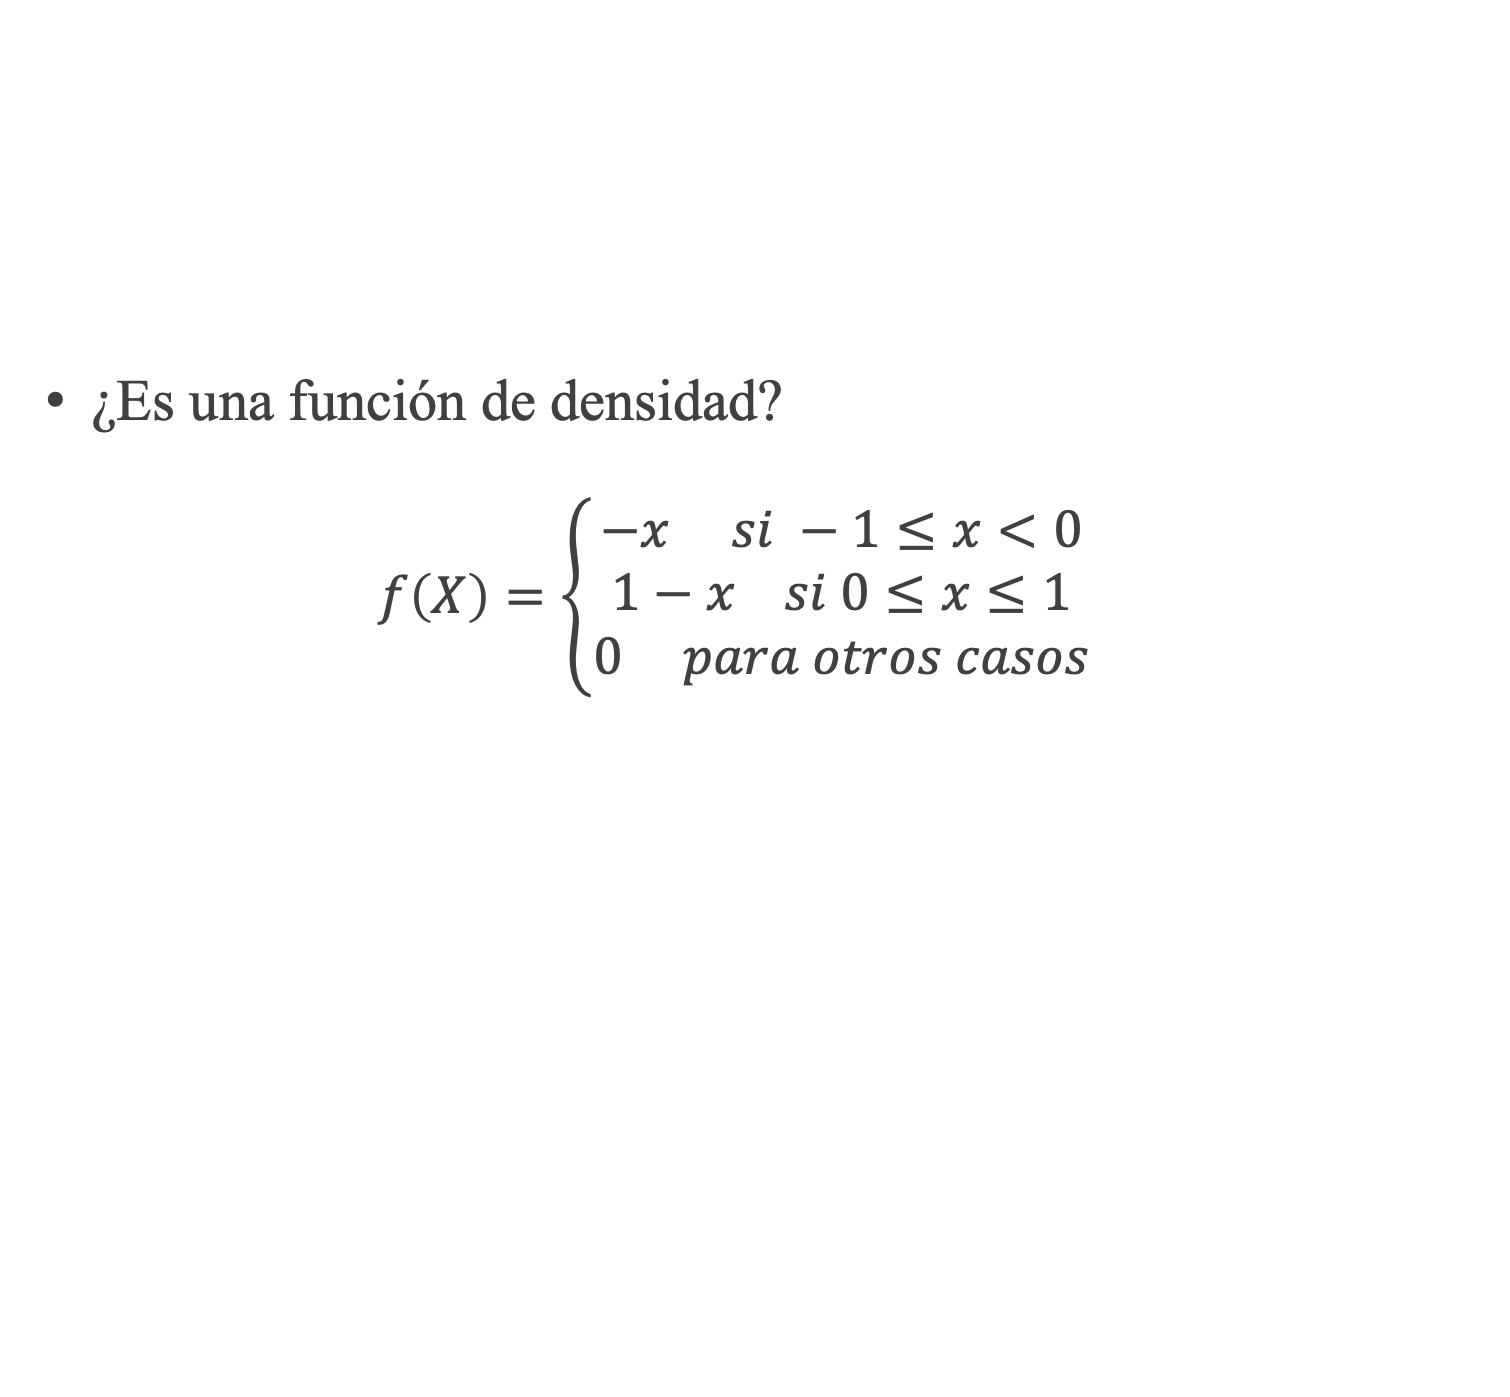 • ¿Es una función de densidad?
f(X) = { −x si − 1 ≤ x < 0
1 − x si 0 ≤ x ≤ 1
0 para otros casos